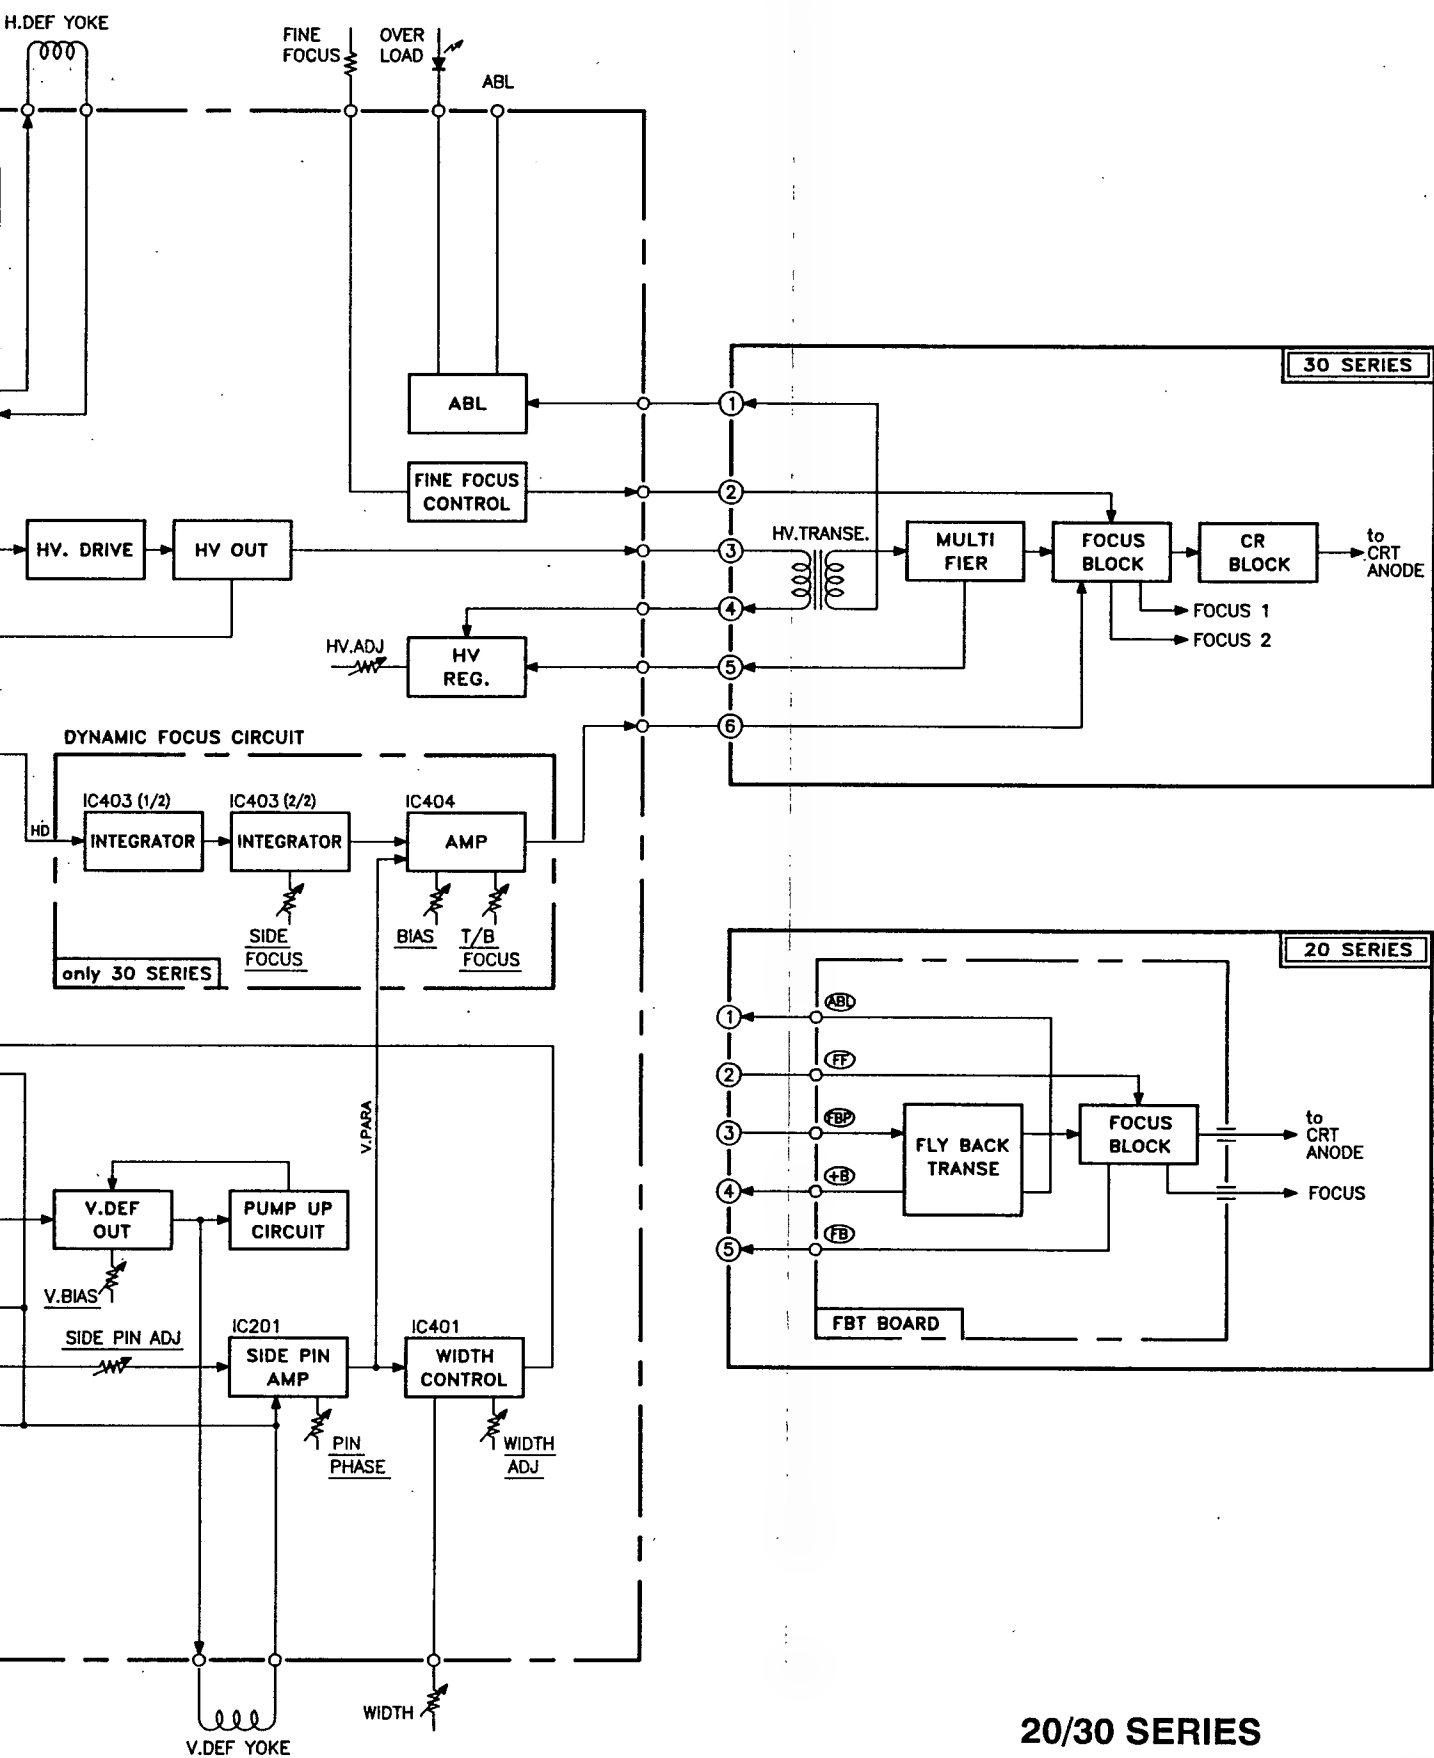 H.DEF YOKE
FINE
FOCUS
OVER
LOAD
ABL
30 SERIES
ABL
1
FINE FOCUS
CONTROL
2
HV. DRIVE
HV OUT
3
HV.TRANSE.
MULTI
FIER
FOCUS
BLOCK
CR
BLOCK
to
CRT
ANODE
4
FOCUS 1
FOCUS 2
HV.ADJ
HV
REG.
5
6
DYNAMIC FOCUS CIRCUIT
HD
IC403 (1/2)
INTEGRATOR
IC403 (2/2)
INTEGRATOR
IC404
AMP
SIDE
FOCUS
BIAS
T/B
FOCUS
only 30 SERIES
20 SERIES
1
ABL
2
FF
3
FBP
FLY BACK
TRANSE
FOCUS
BLOCK
to
CRT
ANODE
4
+B
FOCUS
5
FB
FBT BOARD
V.PARA
V.DEF
OUT
PUMP UP
CIRCUIT
V.BIAS
SIDE PIN ADJ
IC201
SIDE PIN
AMP
IC401
WIDTH
CONTROL
PIN
PHASE
WIDTH
ADJ
WIDTH
V.DEF YOKE
20/30 SERIES